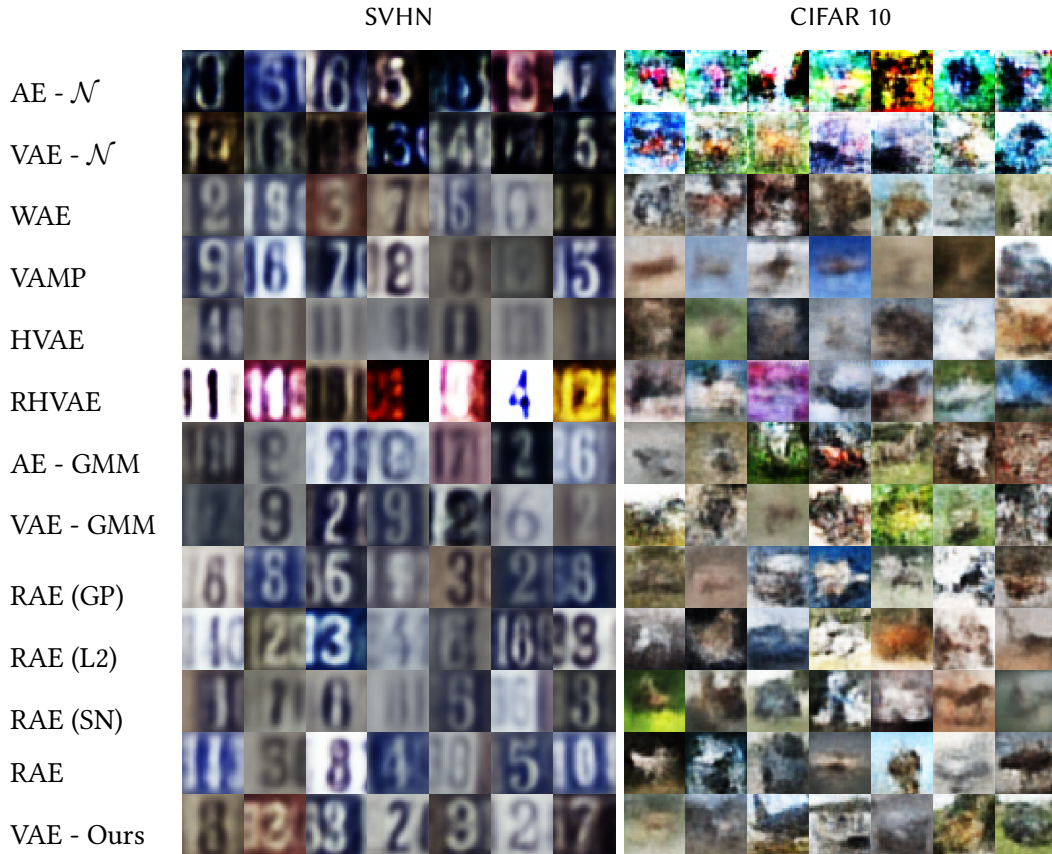 SVHN CIFAR 10
AE - 𝒩
VAE - 𝒩
WAE
VAMP
HVAE
RHVAE
AE - GMM
VAE - GMM
RAE (GP)
RAE (L2)
RAE (SN)
RAE
VAE - Ours